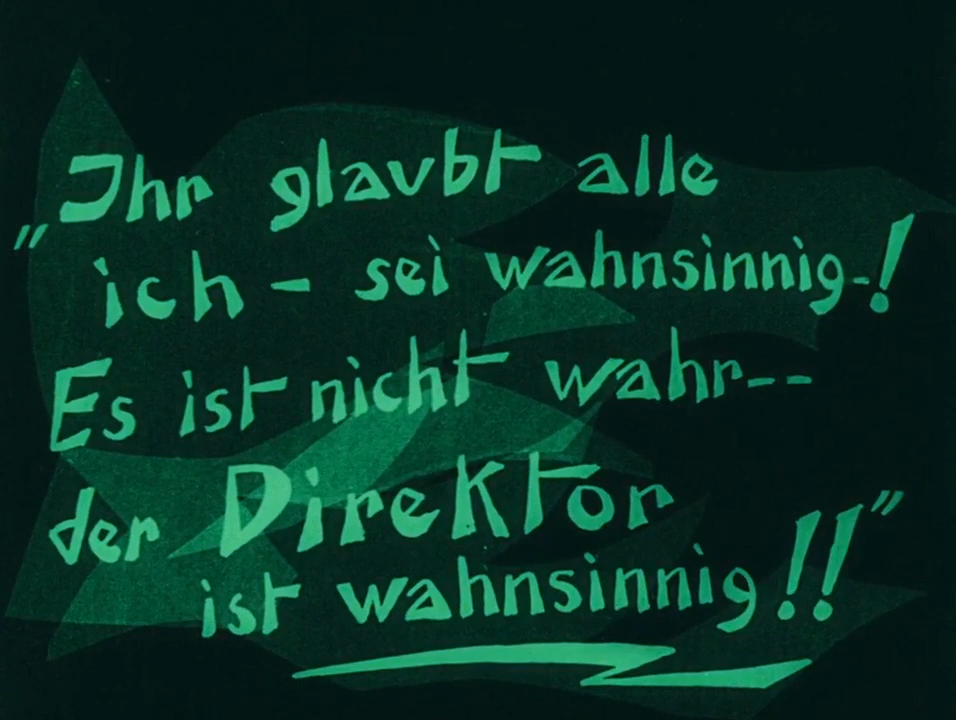 „Ihr glaubt alle
ich - sei wahnsinnig-!
Es ist nicht wahr--
der Direktor
ist wahnsinnig!!"